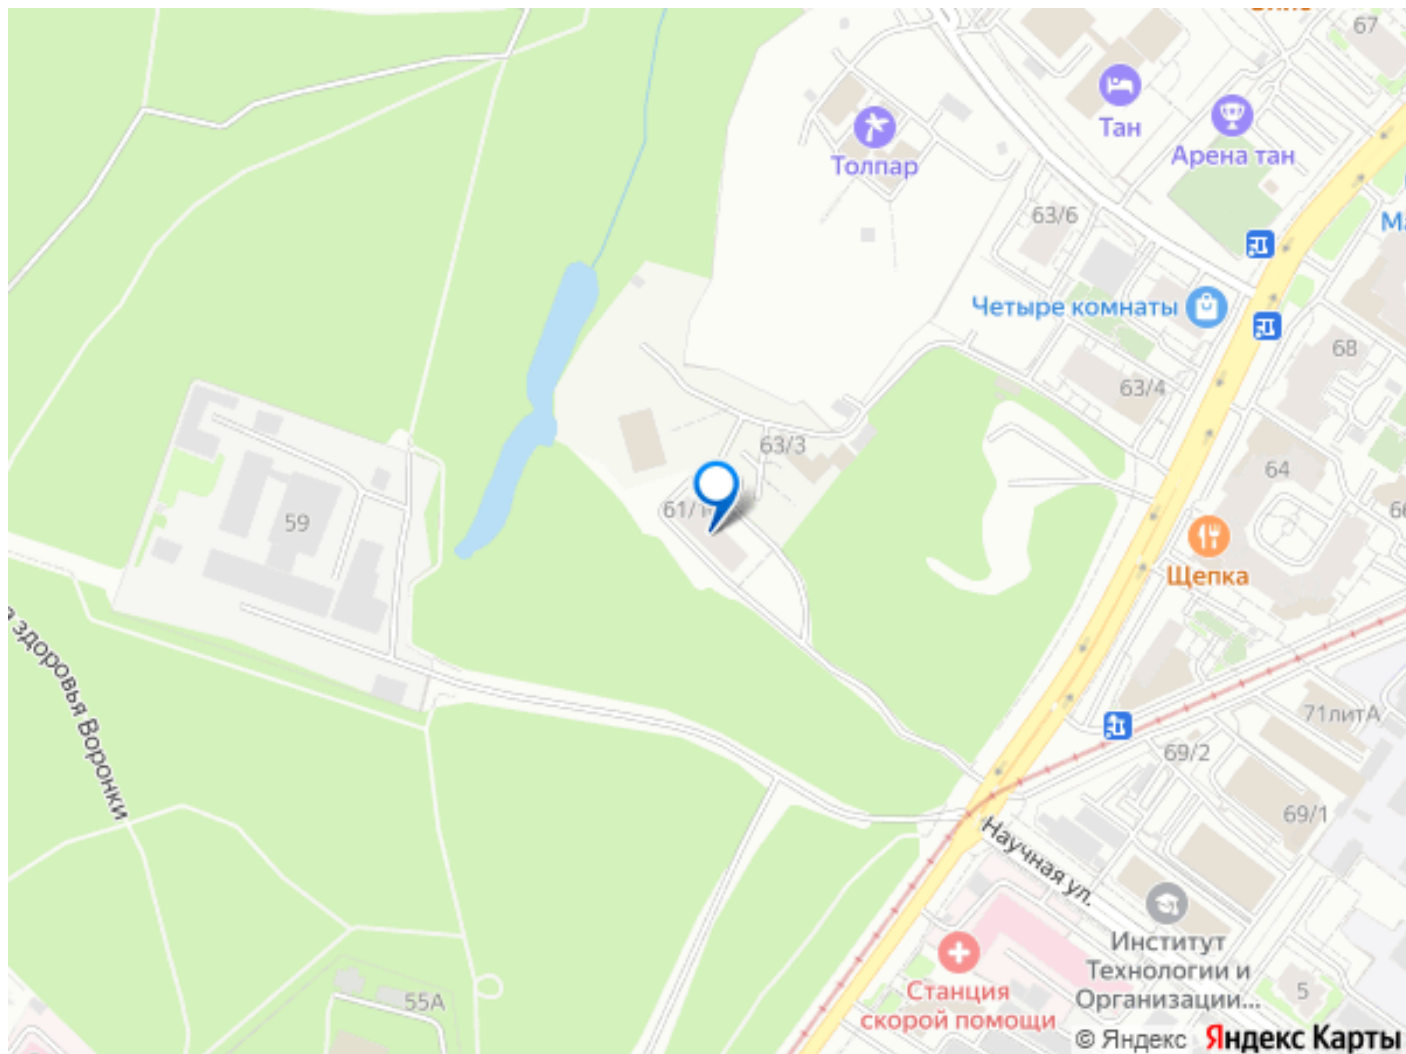 67
Тан
Арена тан
Толпар
63/6
Четыре комнаты
68
63/4
63/3
64
61/1
59
Щепка
а здоровья Воронки
71литА
69/2
69/1
Научная ул.
Институт
Технологии и
Организации...
Станция
скорой помощи
5
55А
© Яндекс Яндекс Карты